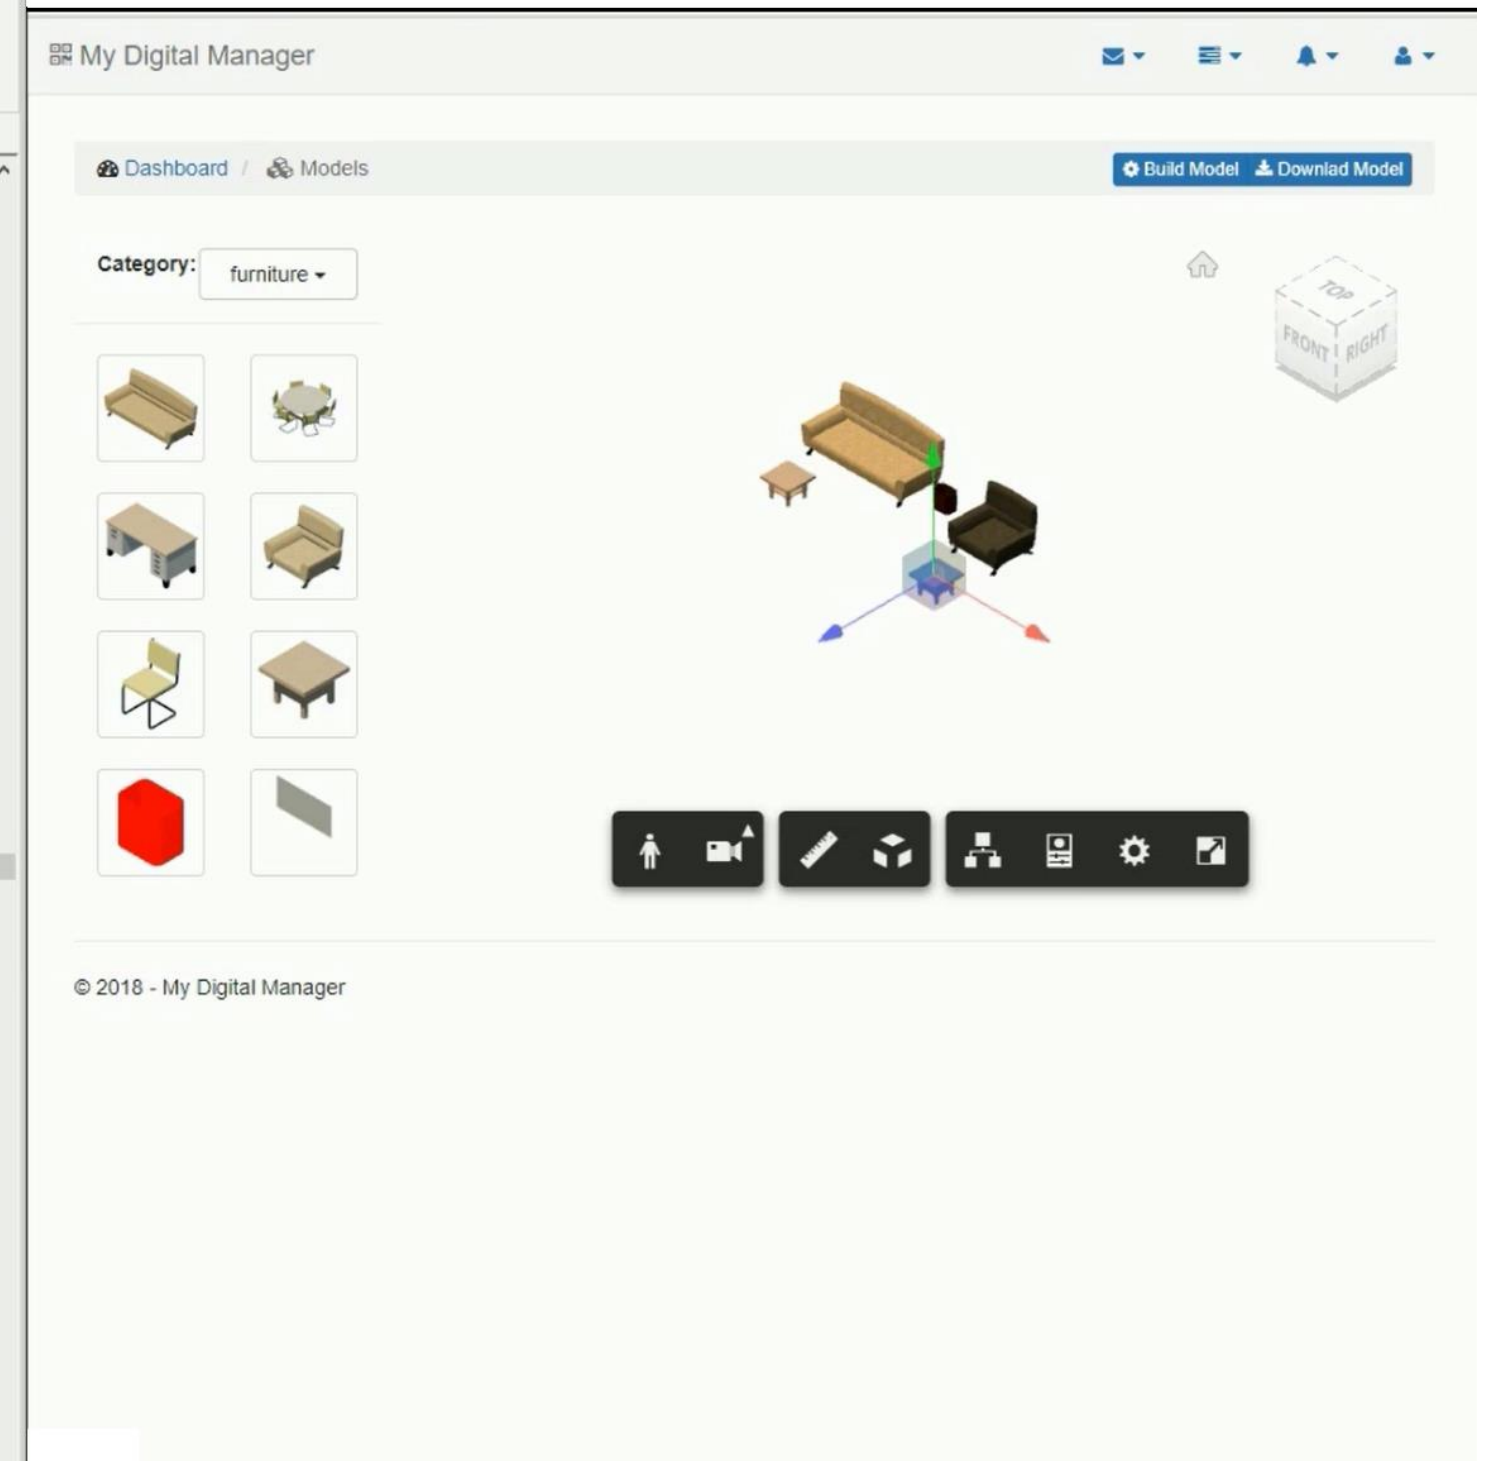 My Digital Manager
Dashboard / Models
Build Model Downlad Model
Category: furniture
TOP
FRONT RIGHT
© 2018 - My Digital Manager